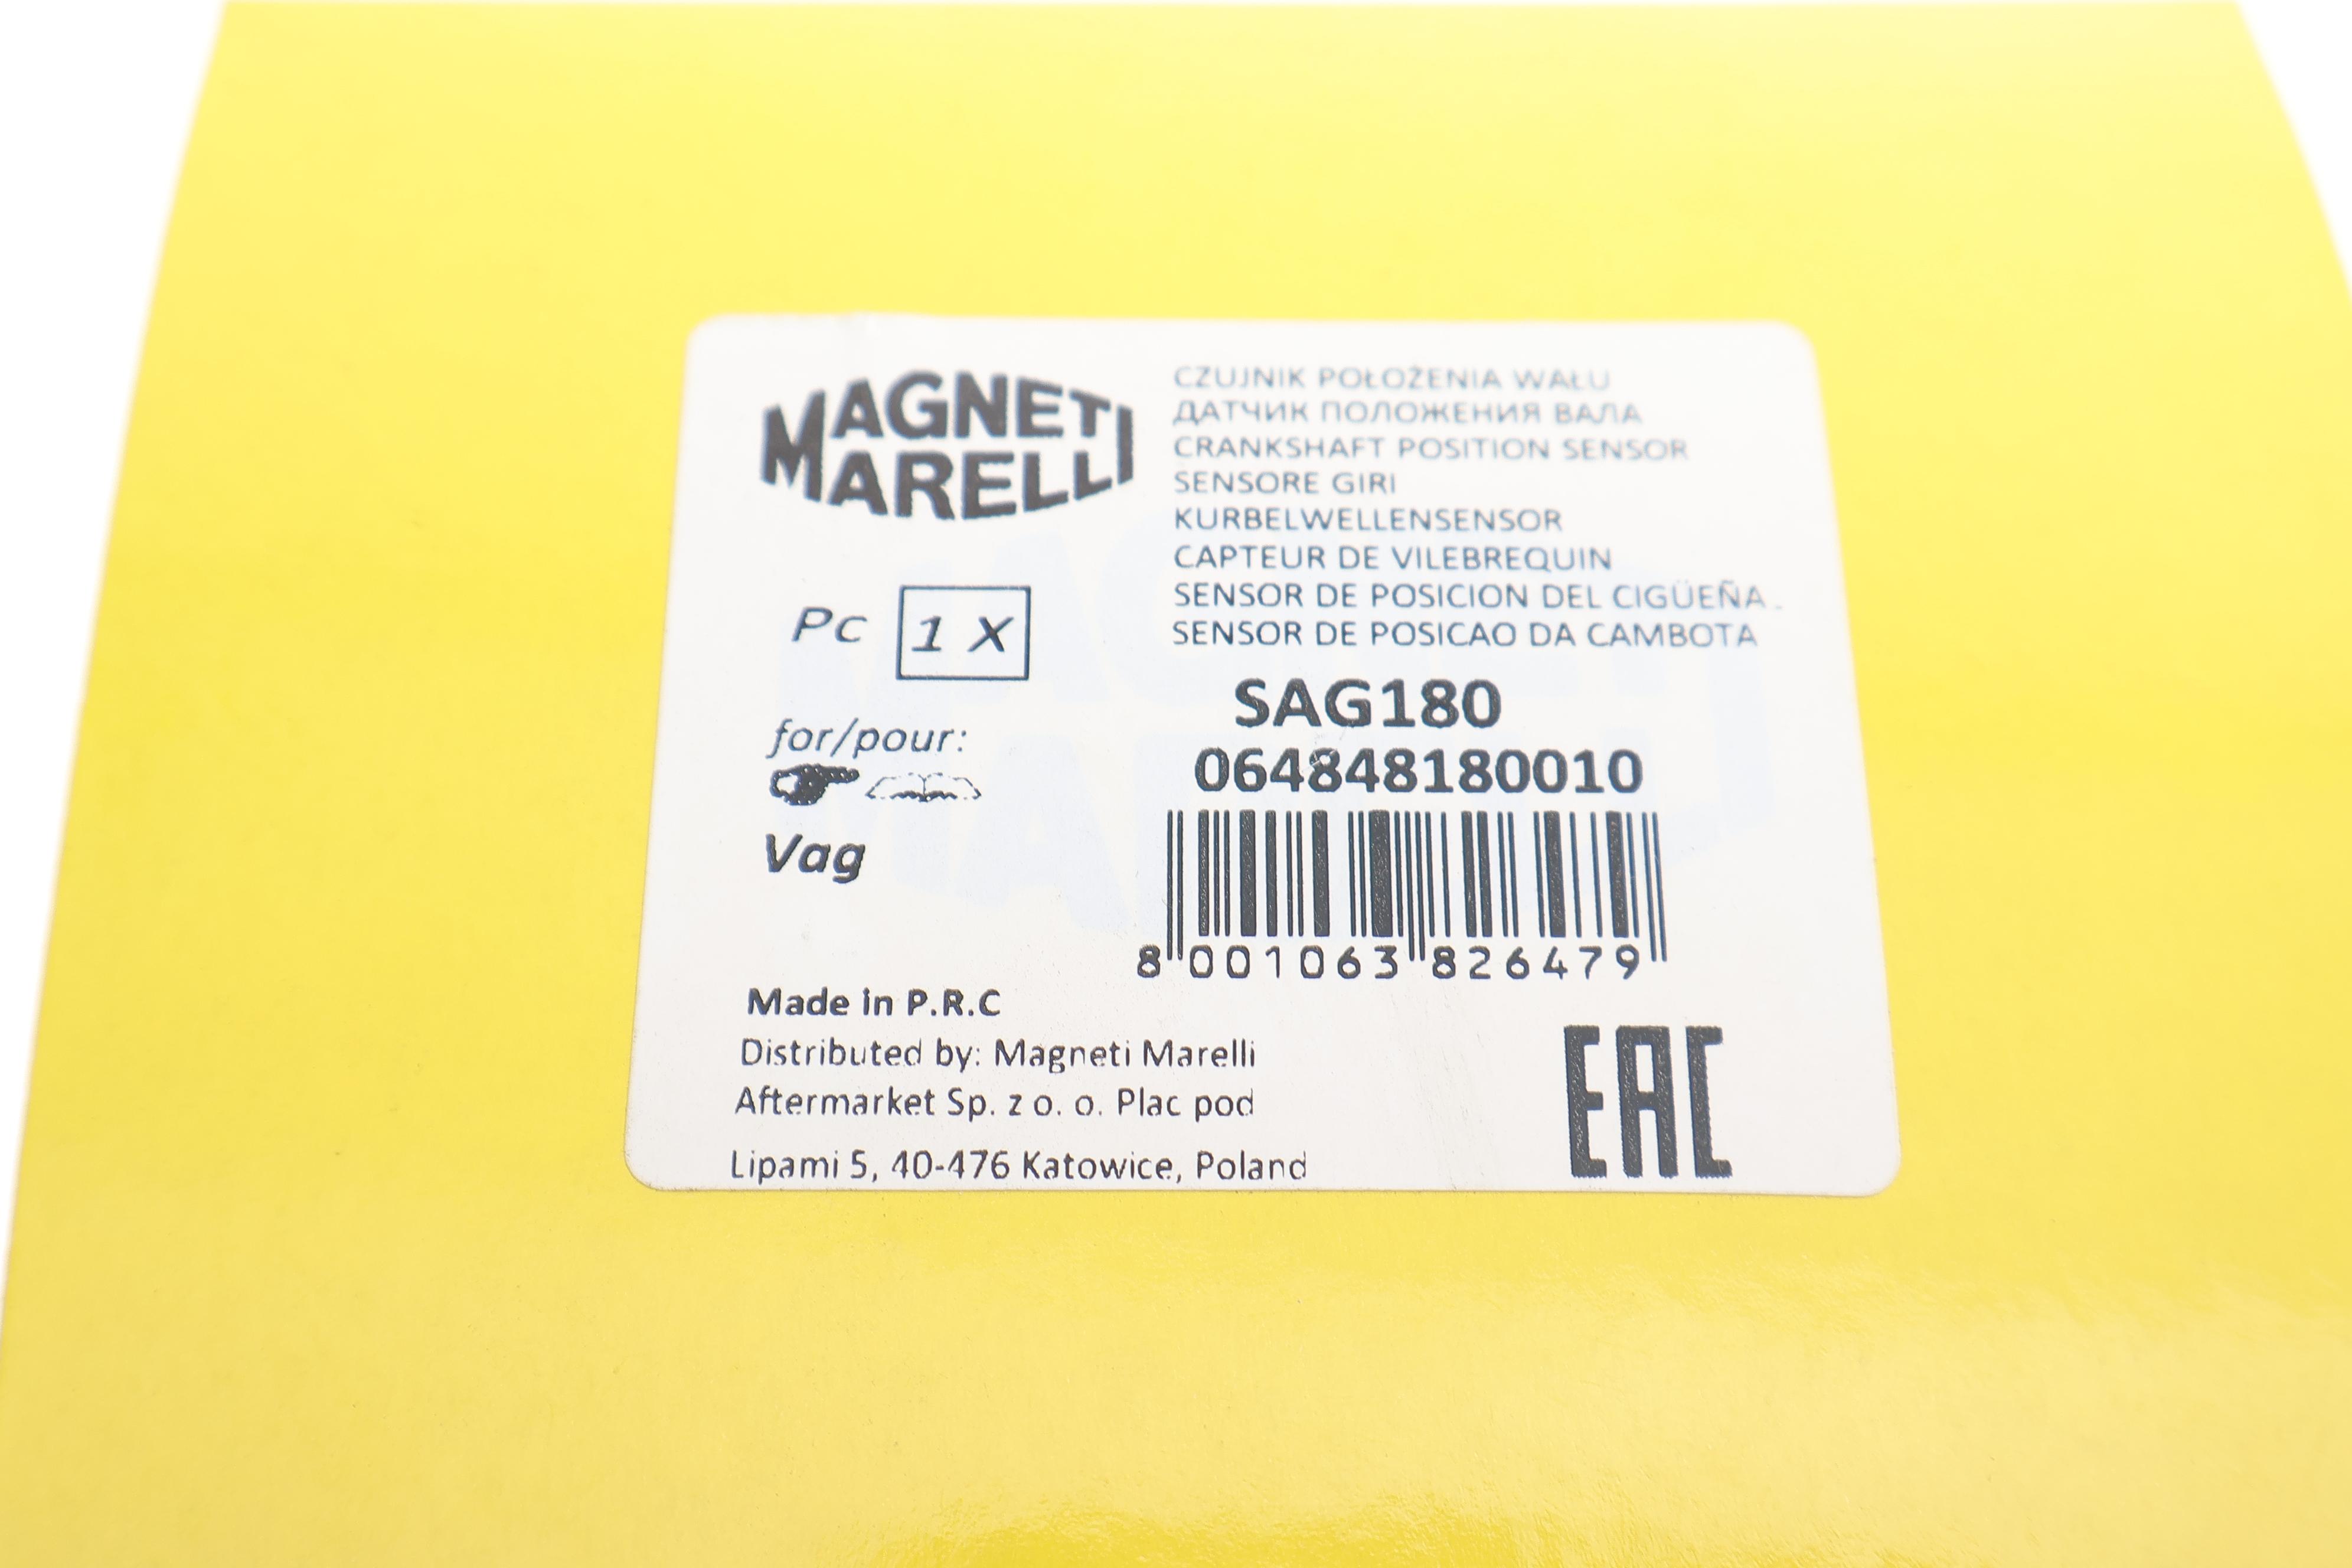 MAGNETI
MARELLI
CZUJNIK POŁOŻENIA WAŁU
ДАТЧИК ПОЛОЖЕНИЯ ВАЛА
CRANKSHAFT POSITION SENSOR
SENSORE GIRI
KURBELWELLENSENSOR
CAPTEUR DE VILEBREQUIN
SENSOR DE POSICION DEL CIGÜEÑA.
SENSOR DE POSICAO DA CAMBOTA
Pc 1 X
for/pour:
Vag
SAG180
064848180010
8 001063 826479
Made in P.R.C
Distributed by: Magneti Marelli
Aftermarket Sp. z o. o. Plac pod
Lipami 5, 40-476 Katowice, Poland
EAC